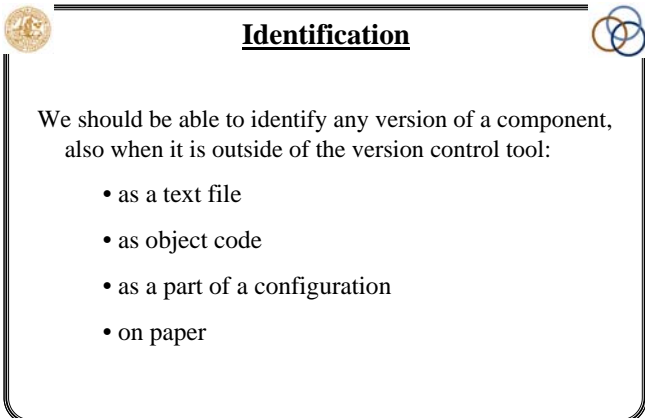 Identification
We should be able to identify any version of a component,
also when it is outside of the version control tool:
• as a text file
• as object code
• as a part of a configuration
• on paper